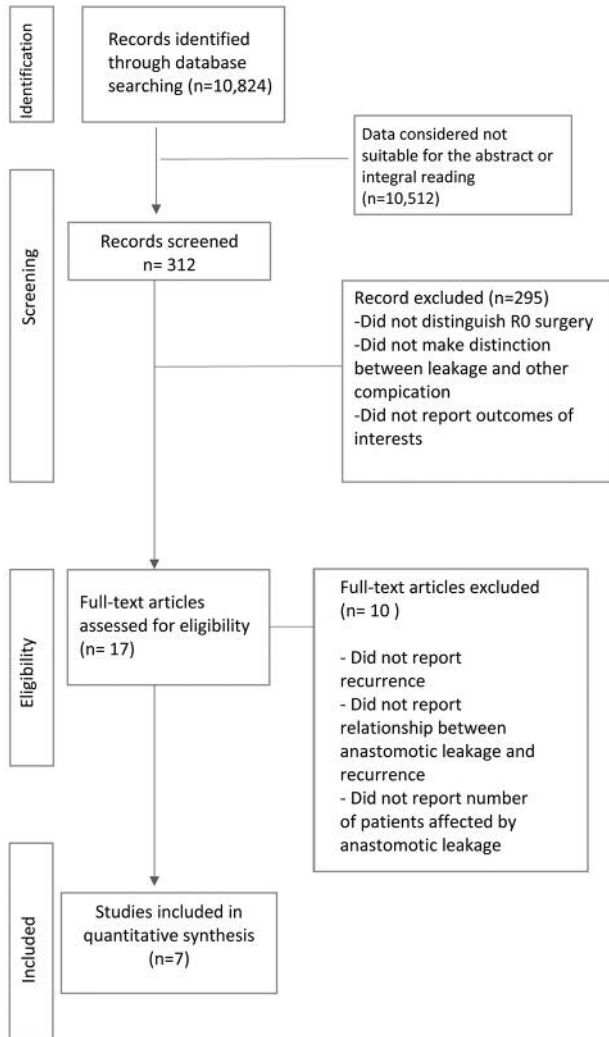 Identification
Records identified
through database
searching (n=10,824)
Data considered not
suitable for the abstract or
integral reading
(n=10,512)
Screening
Records screened
n= 312
Record excluded (n=295)
-Did not distinguish R0 surgery
-Did not make distinction
between leakage and other
compication
-Did not report outcomes of
interests
Eligibility
Full-text articles
assessed for eligibility
(n= 17)
Full-text articles excluded
(n= 10 )
- Did not report
recurrence
- Did not report
relationship between
anastomotic leakage and
recurrence
- Did not report number
of patients affected by
anastomotic leakage
Included
Studies included in
quantitative synthesis
(n=7)